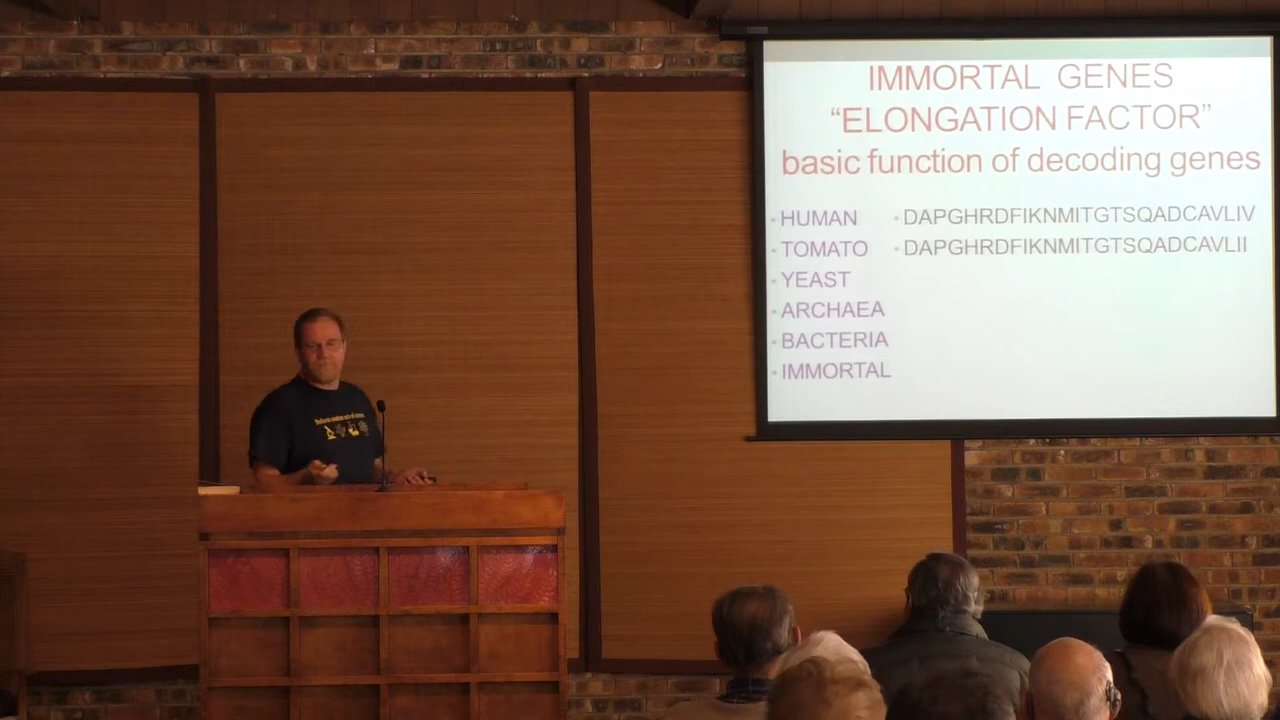 IMMORTAL GENES
“ELONGATION FACTOR”
basic function of decoding genes
HUMAN
TOMATO
YEAST
ARCHAEA
BACTERIA
IMMORTAL
DAPGHRDFIKNMITGTSQADCAVLIV
DAPGHRDFIKNMITGTSQADCAVLII